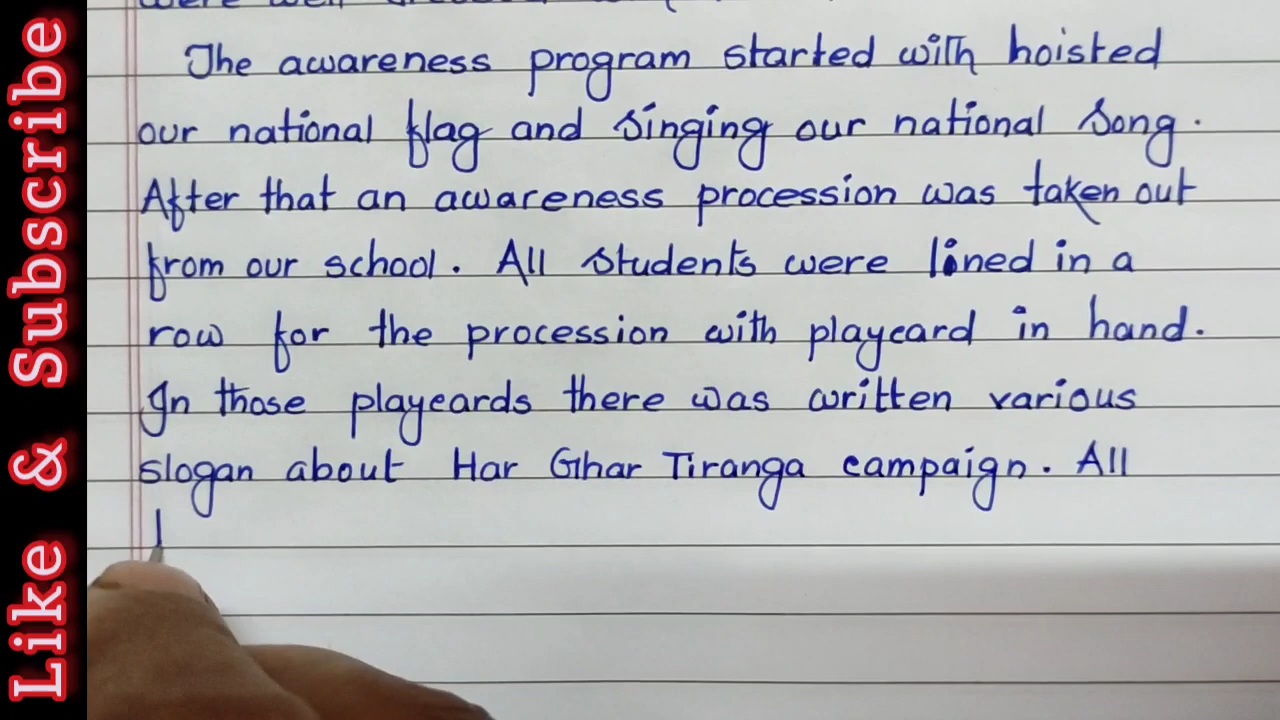 The awareness program started with hoisted
our national flag and singing our national song.
After that an awareness procession was taken out
from our school. All students were lined in a
row for the procession with playcard in hand.
In those playcards there was written various
slogan about Har Ghar Tiranga campaign. All
Like & Subscribe